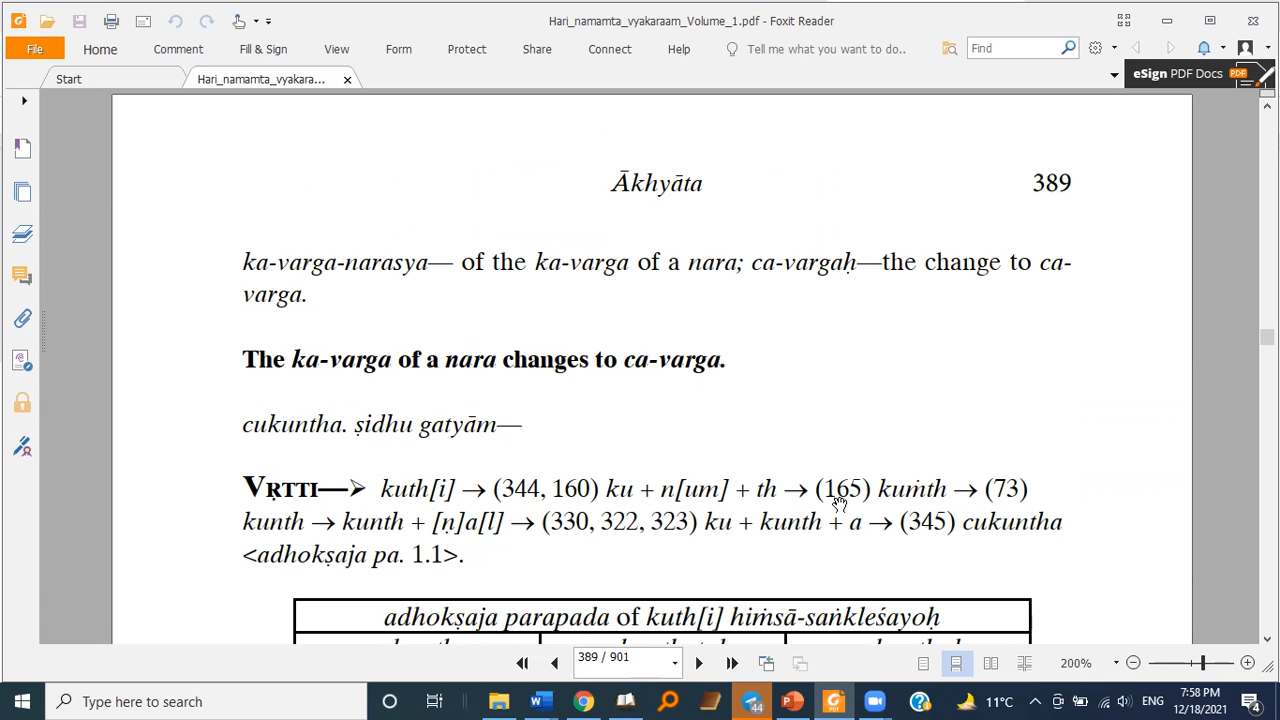 Hari_namamta_vyakaraam_Volume_1.pdf - Foxit Reader
File Home Comment Fill & Sign View Form Protect Share Connect Help Tell me what you want to do.. Find
Start Hari_namamta_vyakara... eSign PDF Docs PDF
Ākhyāta 389
ka-varga-narasya— of the ka-varga of a nara; ca-vargaḥ—the change to ca-
varga.
The ka-varga of a nara changes to ca-varga.
cukuntha. ṣidhu gatyām—
VṚTTI—➢ kuth[i] → (344, 160) ku + n[um] + th → (165) kuṁth → (73)
kunth → kunth + [ṇ]a[l] → (330, 322, 323) ku + kunth + a → (345) cukuntha
<adhokṣaja pa. 1.1>.
adhokṣaja parapada of kuth[i] hiṁsā-saṅkleśayoḥ
389 / 901 200%
Type here to search 44 11°C ENG 7:58 PM
12/18/2021 4